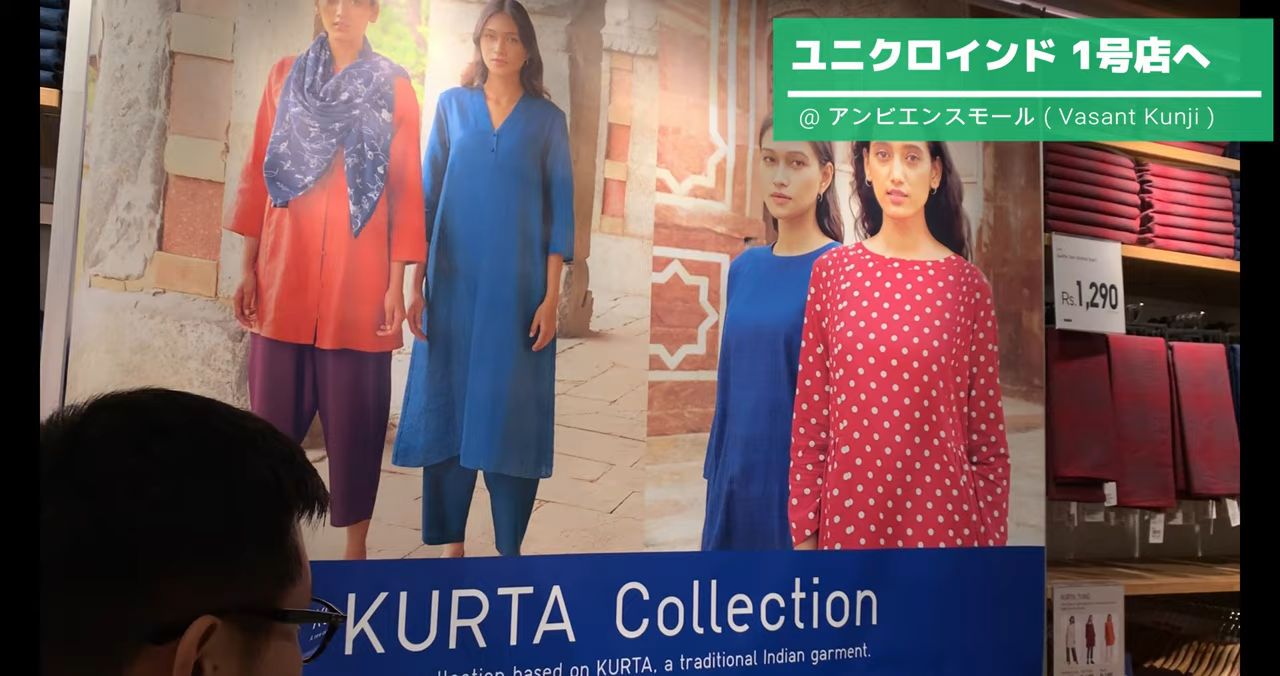 ユニクロインド 1号店へ
@ アンビエンスモール ( Vasant Kunji )
Rs.1,290
KURTA Collection
collection based on KURTA, a traditional Indian garment.